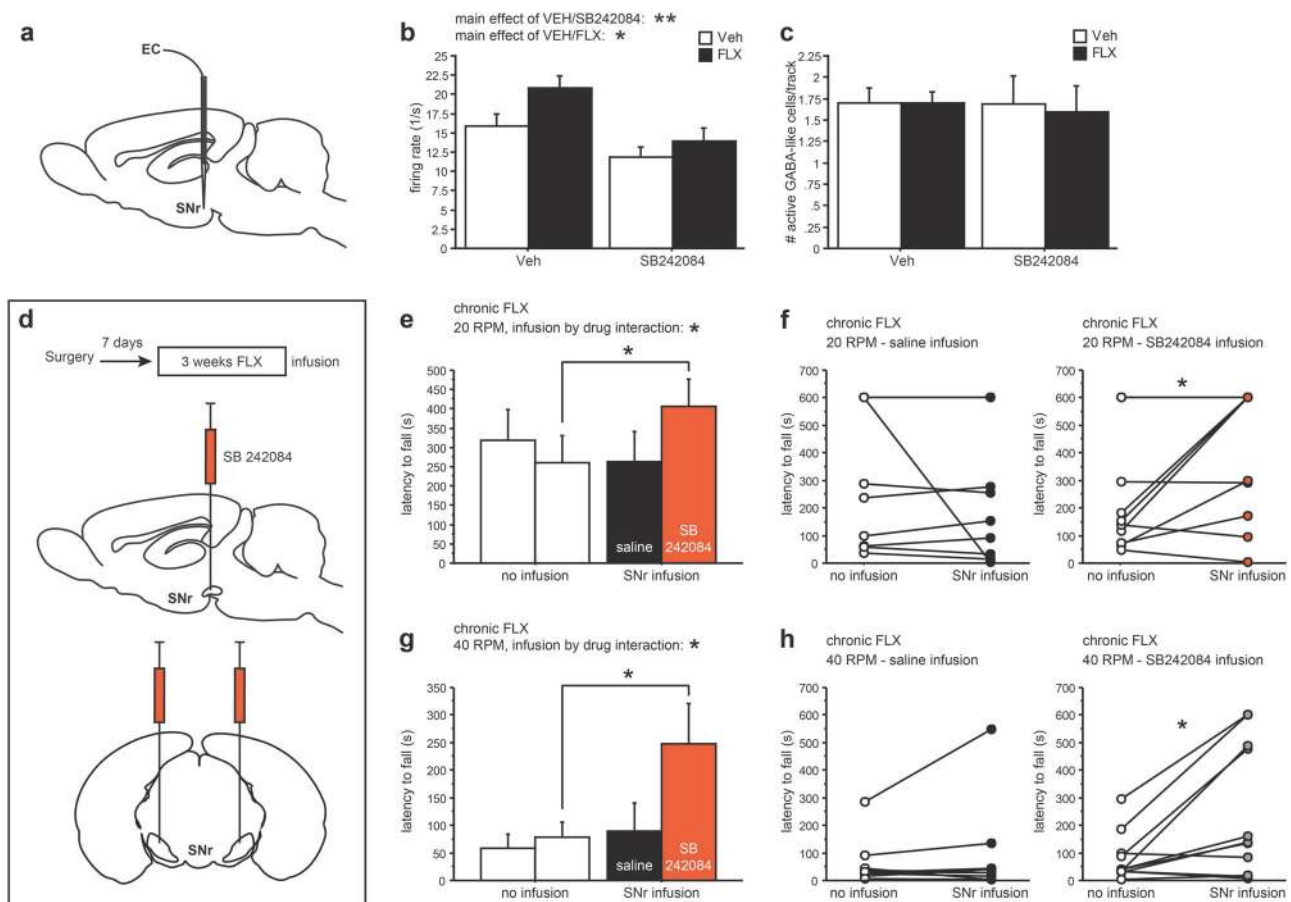 a
EC
SNr
b
main effect of VEH/SB242084: **
main effect of VEH/FLX: *
Veh
FLX
firing rate (1/s)
25
22.5
20
17.5
15
12.5
10
7.5
5
2.5
0
Veh
SB242084
c
Veh
FLX
# active GABA-like cells/track
2.25
2
1.75
1.5
1.25
1
.75
.5
.25
0
Veh
SB242084
d
Surgery
7 days
3 weeks FLX
infusion
SB 242084
SNr
SNr
e
chronic FLX
20 RPM, infusion by drug interaction: *
*
latency to fall (s)
500
450
400
350
300
250
200
150
100
50
0
saline
SB
242084
no infusion
SNr infusion
f
chronic FLX
20 RPM - saline infusion
latency to fall (s)
700
600
500
400
300
200
100
0
no infusion
SNr infusion
chronic FLX
20 RPM - SB242084 infusion
*
latency to fall (s)
700
600
500
400
300
200
100
0
no infusion
SNr infusion
g
chronic FLX
40 RPM, infusion by drug interaction: *
*
latency to fall (s)
350
300
250
200
150
100
50
0
saline
SB
242084
no infusion
SNr infusion
h
chronic FLX
40 RPM - saline infusion
latency to fall (s)
700
600
500
400
300
200
100
0
no infusion
SNr infusion
chronic FLX
40 RPM - SB242084 infusion
*
latency to fall (s)
700
600
500
400
300
200
100
0
no infusion
SNr infusion